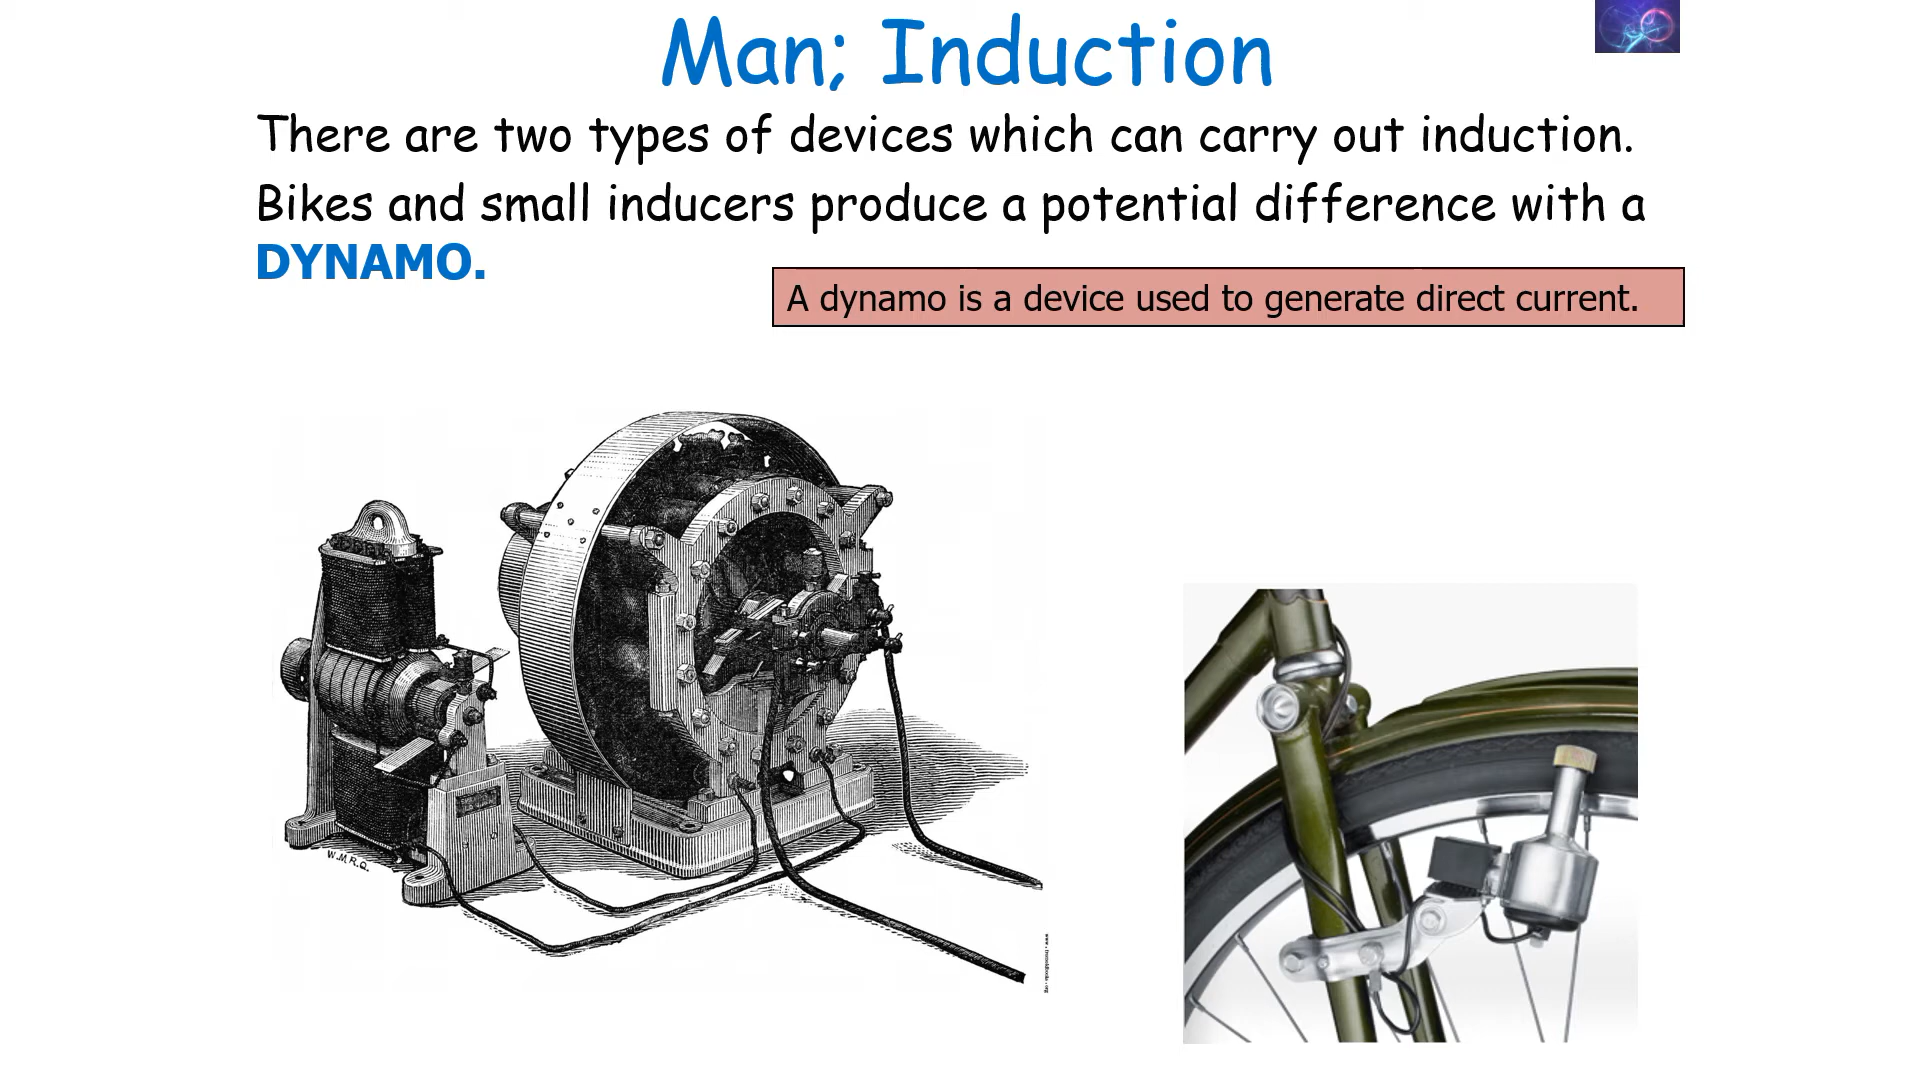 Man; Induction
There are two types of devices which can carry out induction.
Bikes and small inducers produce a potential difference with a
DYNAMO.
A dynamo is a device used to generate direct current.
W.M.R.Q.